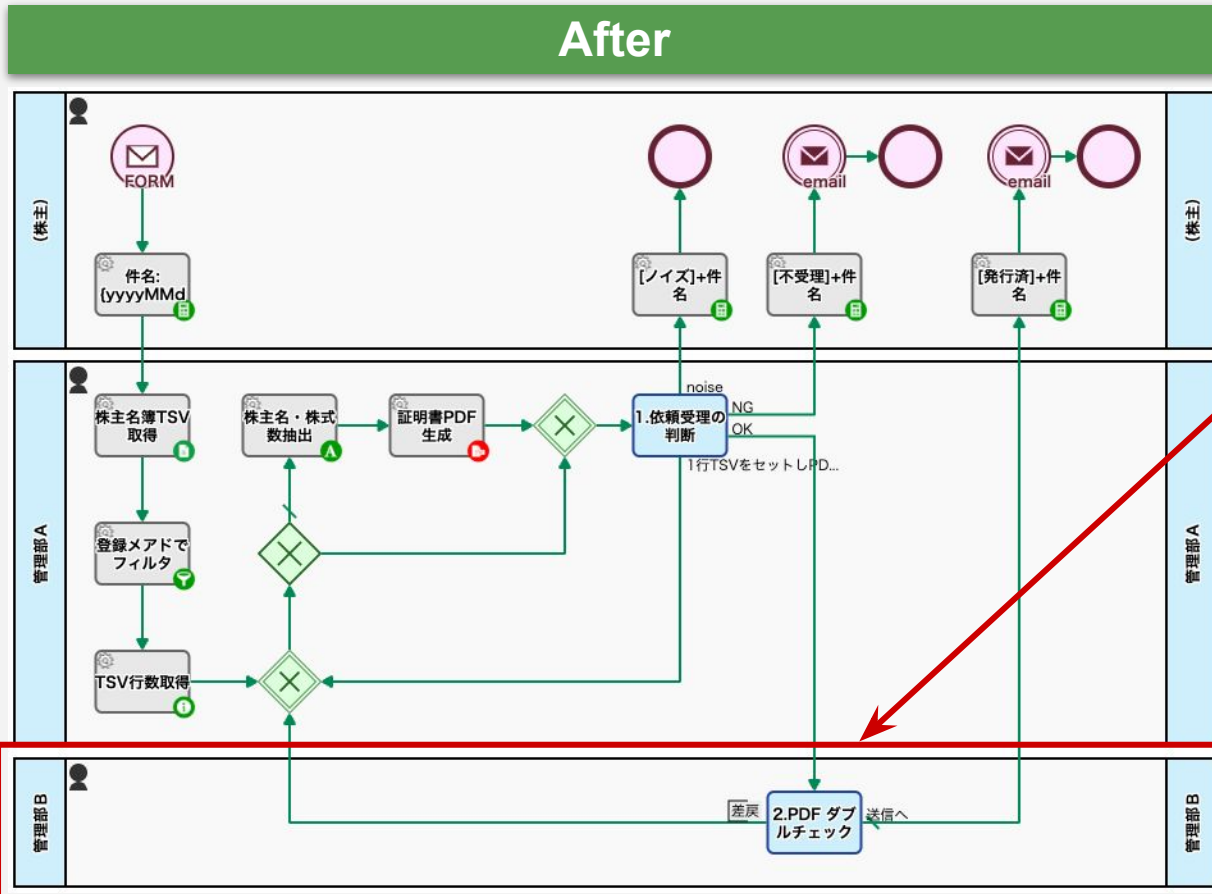 After
(株主)
FORM
email
email
(株主)
件名:
{yyyyMMd
[ノイズ]+件
名
[不受理]+件
名
[発行済]+件
名
管理部A
株主名簿TSV
取得
株主名・株式
数抽出
証明書PDF
生成
noise
1.依頼受理の
判断
NG
OK
1行TSVをセットしPD...
登録メアドで
フィルタ
TSV行数取得
管理部A
管理部B
差戻
2.PDF ダブ
ルチェック
送信へ
管理部B